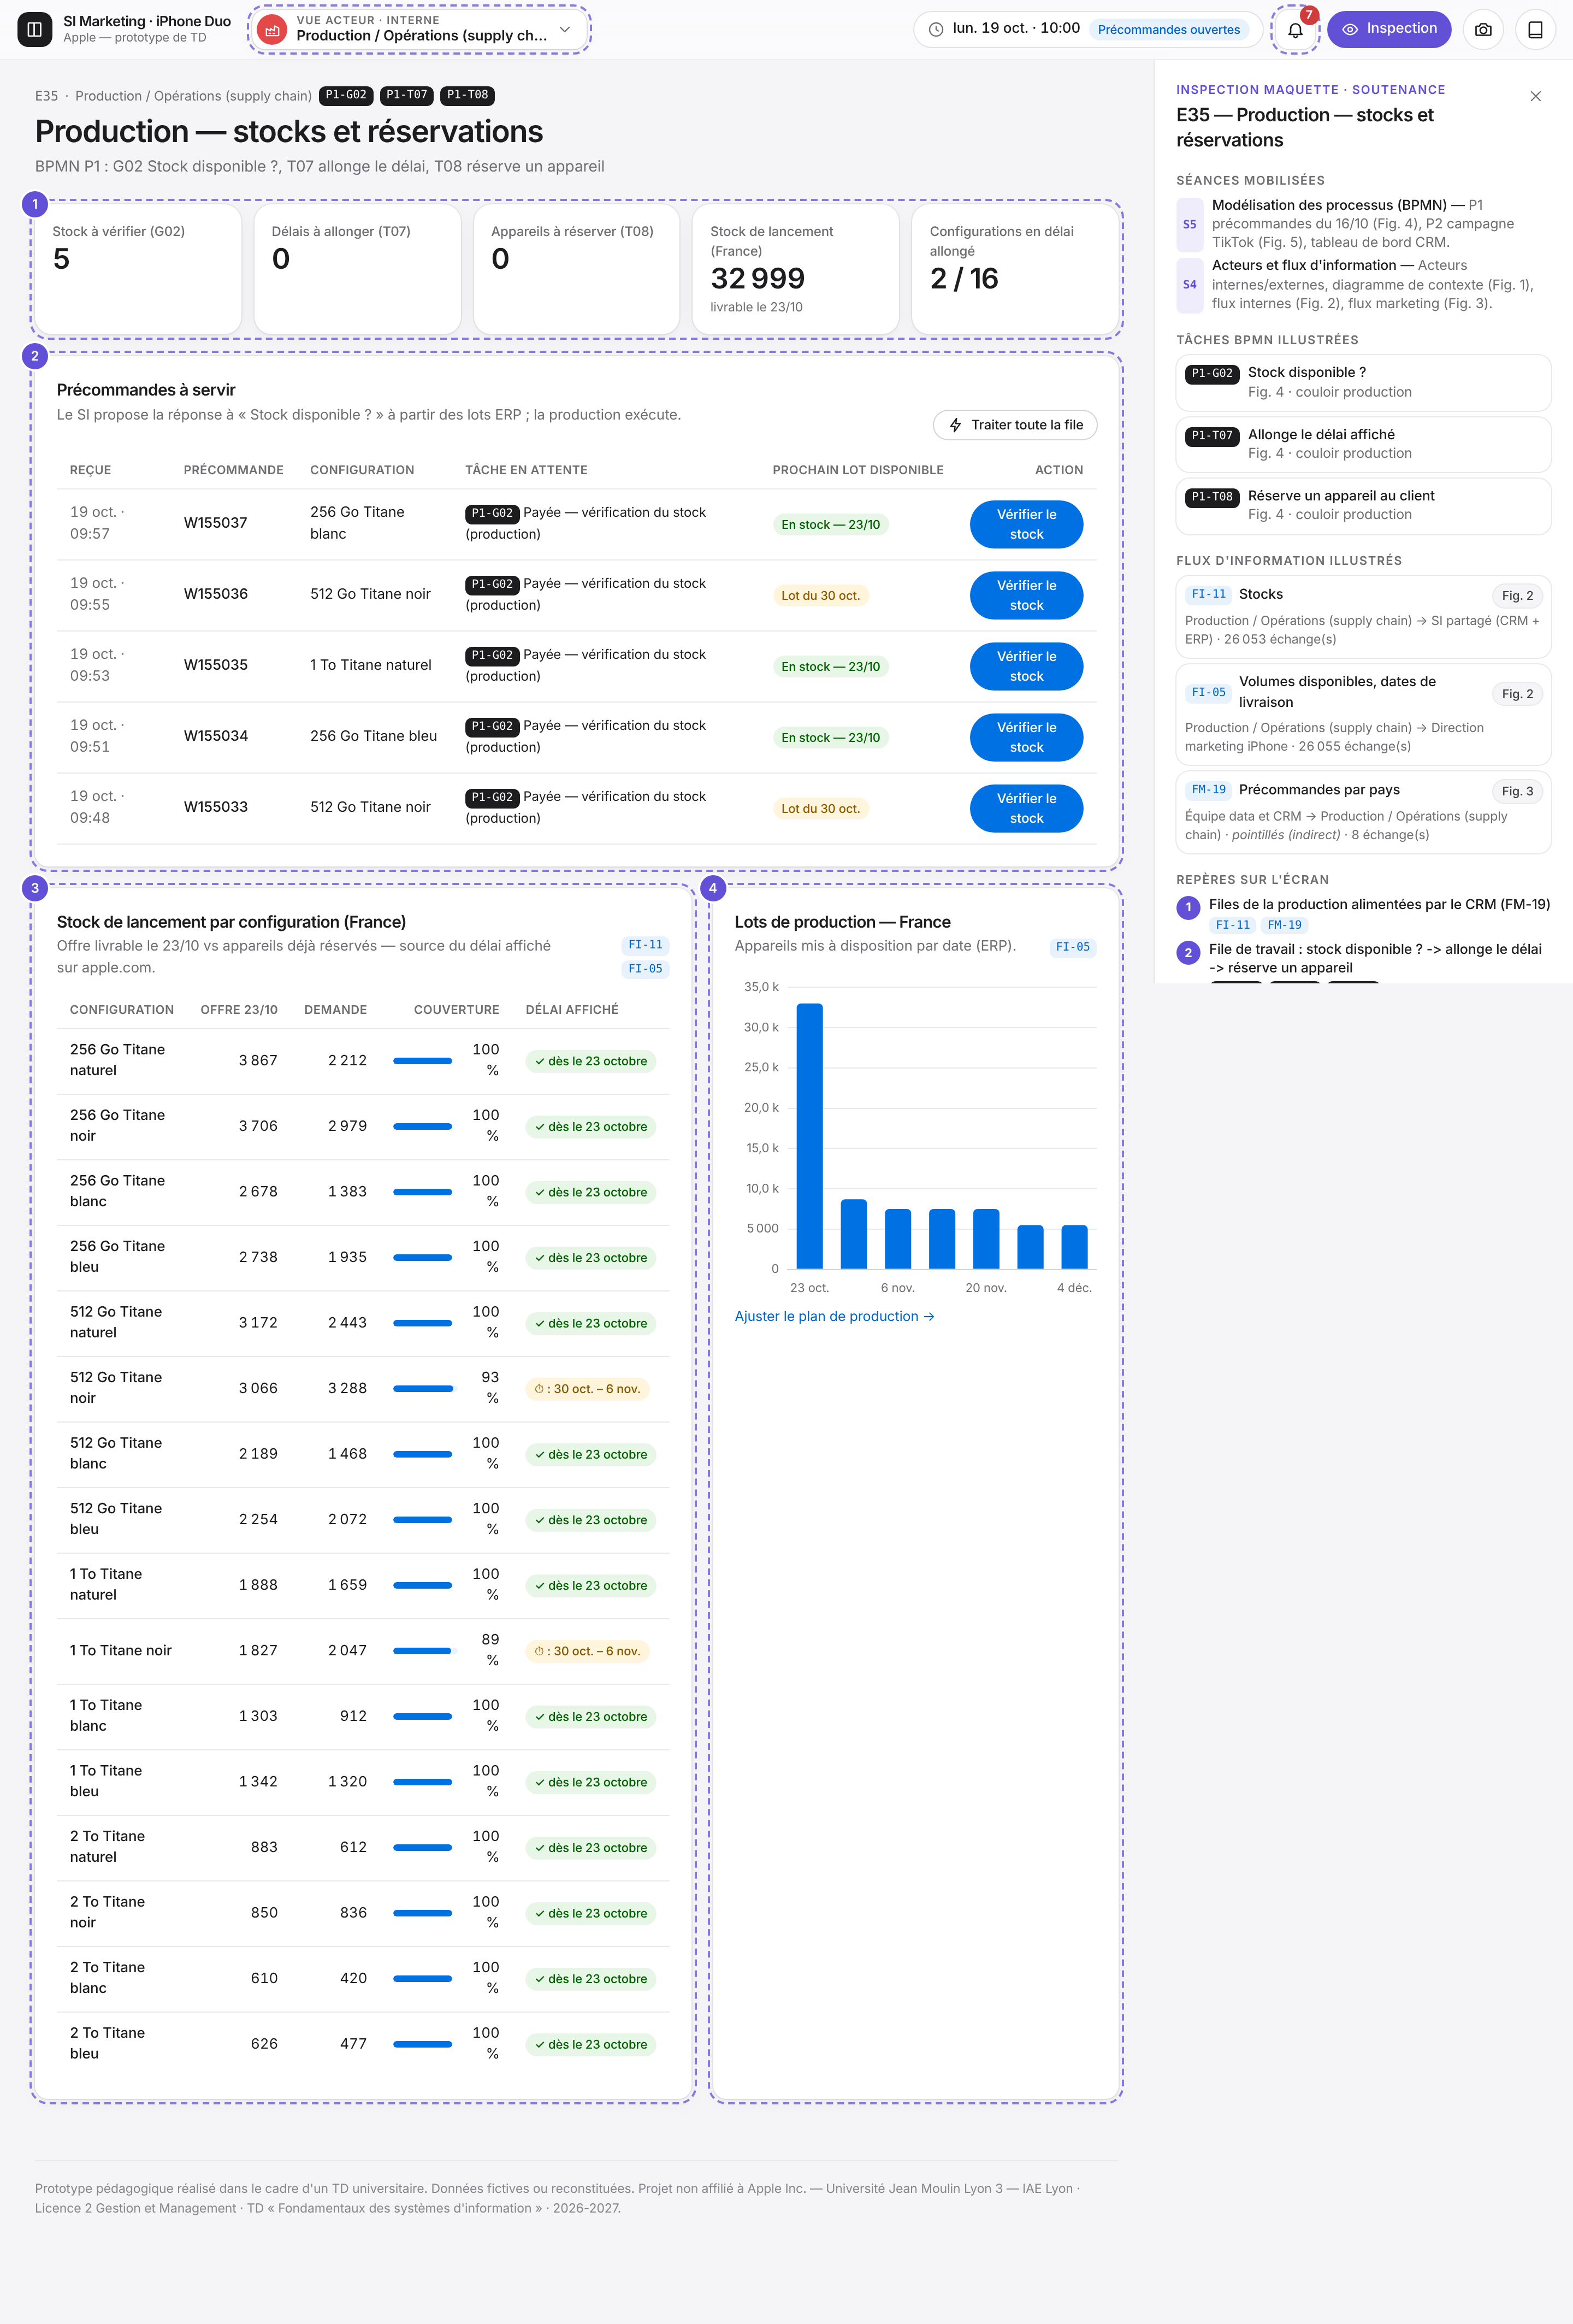 SI Marketing · iPhone Duo
Apple — prototype de TD
VUE ACTEUR · INTERNE
Production / Opérations (supply ch...
lun. 19 oct. · 10:00 Précommandes ouvertes
7
Inspection
E35 · Production / Opérations (supply chain) P1-G02 P1-T07 P1-T08
Production — stocks et réservations
BPMN P1 : G02 Stock disponible ?, T07 allonge le délai, T08 réserve un appareil
1
Stock à vérifier (G02)
5
Délais à allonger (T07)
0
Appareils à réserver (T08)
0
Stock de lancement
(France)
32 999
livrable le 23/10
Configurations en délai
allongé
2 / 16
2
Précommandes à servir
Le SI propose la réponse à « Stock disponible ? » à partir des lots ERP ; la production exécute.
Traiter toute la file
REÇUE PRÉCOMMANDE CONFIGURATION TÂCHE EN ATTENTE PROCHAIN LOT DISPONIBLE ACTION
19 oct. ·
09:57
W155037
256 Go Titane
blanc
P1-G02 Payée — vérification du stock
(production)
En stock — 23/10
Vérifier le
stock
19 oct. ·
09:55
W155036
512 Go Titane noir
P1-G02 Payée — vérification du stock
(production)
Lot du 30 oct.
Vérifier le
stock
19 oct. ·
09:53
W155035
1 To Titane naturel
P1-G02 Payée — vérification du stock
(production)
En stock — 23/10
Vérifier le
stock
19 oct. ·
09:51
W155034
256 Go Titane bleu
P1-G02 Payée — vérification du stock
(production)
En stock — 23/10
Vérifier le
stock
19 oct. ·
09:48
W155033
512 Go Titane noir
P1-G02 Payée — vérification du stock
(production)
Lot du 30 oct.
Vérifier le
stock
3
Stock de lancement par configuration (France)
Offre livrable le 23/10 vs appareils déjà réservés — source du délai affiché
sur apple.com.
FI-11
FI-05
CONFIGURATION OFFRE 23/10 DEMANDE COUVERTURE DÉLAI AFFICHÉ
256 Go Titane
naturel
3 867 2 212 100
%
✓ dès le 23 octobre
256 Go Titane
noir
3 706 2 979 100
%
✓ dès le 23 octobre
256 Go Titane
blanc
2 678 1 383 100
%
✓ dès le 23 octobre
256 Go Titane
bleu
2 738 1 935 100
%
✓ dès le 23 octobre
512 Go Titane
naturel
3 172 2 443 100
%
✓ dès le 23 octobre
512 Go Titane
noir
3 066 3 288 93
%
⏱ : 30 oct. – 6 nov.
512 Go Titane
blanc
2 189 1 468 100
%
✓ dès le 23 octobre
512 Go Titane
bleu
2 254 2 072 100
%
✓ dès le 23 octobre
1 To Titane
naturel
1 888 1 659 100
%
✓ dès le 23 octobre
1 To Titane noir
1 827 2 047 89
%
⏱ : 30 oct. – 6 nov.
1 To Titane
blanc
1 303 912 100
%
✓ dès le 23 octobre
1 To Titane
bleu
1 342 1 320 100
%
✓ dès le 23 octobre
2 To Titane
naturel
883 612 100
%
✓ dès le 23 octobre
2 To Titane
noir
850 836 100
%
✓ dès le 23 octobre
2 To Titane
blanc
610 420 100
%
✓ dès le 23 octobre
2 To Titane
bleu
626 477 100
%
✓ dès le 23 octobre
4
Lots de production — France
Appareils mis à disposition par date (ERP).
FI-05
35,0 k
30,0 k
25,0 k
20,0 k
15,0 k
10,0 k
5 000
0
23 oct. 6 nov. 20 nov. 4 déc.
Ajuster le plan de production →
INSPECTION MAQUETTE · SOUTENANCE
E35 — Production — stocks et
réservations
SÉANCES MOBILISÉES
S5
Modélisation des processus (BPMN) — P1
précommandes du 16/10 (Fig. 4), P2 campagne
TikTok (Fig. 5), tableau de bord CRM.
S4
Acteurs et flux d'information — Acteurs
internes/externes, diagramme de contexte (Fig. 1),
flux internes (Fig. 2), flux marketing (Fig. 3).
TÂCHES BPMN ILLUSTRÉES
P1-G02 Stock disponible ?
Fig. 4 · couloir production
P1-T07 Allonge le délai affiché
Fig. 4 · couloir production
P1-T08 Réserve un appareil au client
Fig. 4 · couloir production
FLUX D'INFORMATION ILLUSTRÉS
FI-11 Stocks Fig. 2
Production / Opérations (supply chain) → SI partagé (CRM +
ERP) · 26 053 échange(s)
FI-05 Volumes disponibles, dates de
livraison
Fig. 2
Production / Opérations (supply chain) → Direction
marketing iPhone · 26 055 échange(s)
FM-19 Précommandes par pays Fig. 3
Équipe data et CRM → Production / Opérations (supply
chain) · pointillés (indirect) · 8 échange(s)
REPÈRES SUR L'ÉCRAN
1 Files de la production alimentées par le CRM (FM-19)
FI-11 FM-19
2 File de travail : stock disponible ? -> allonge le délai
-> réserve un appareil
Prototype pédagogique réalisé dans le cadre d'un TD universitaire. Données fictives ou reconstituées. Projet non affilié à Apple Inc. — Université Jean Moulin Lyon 3 — IAE Lyon ·
Licence 2 Gestion et Management · TD « Fondamentaux des systèmes d'information » · 2026-2027.